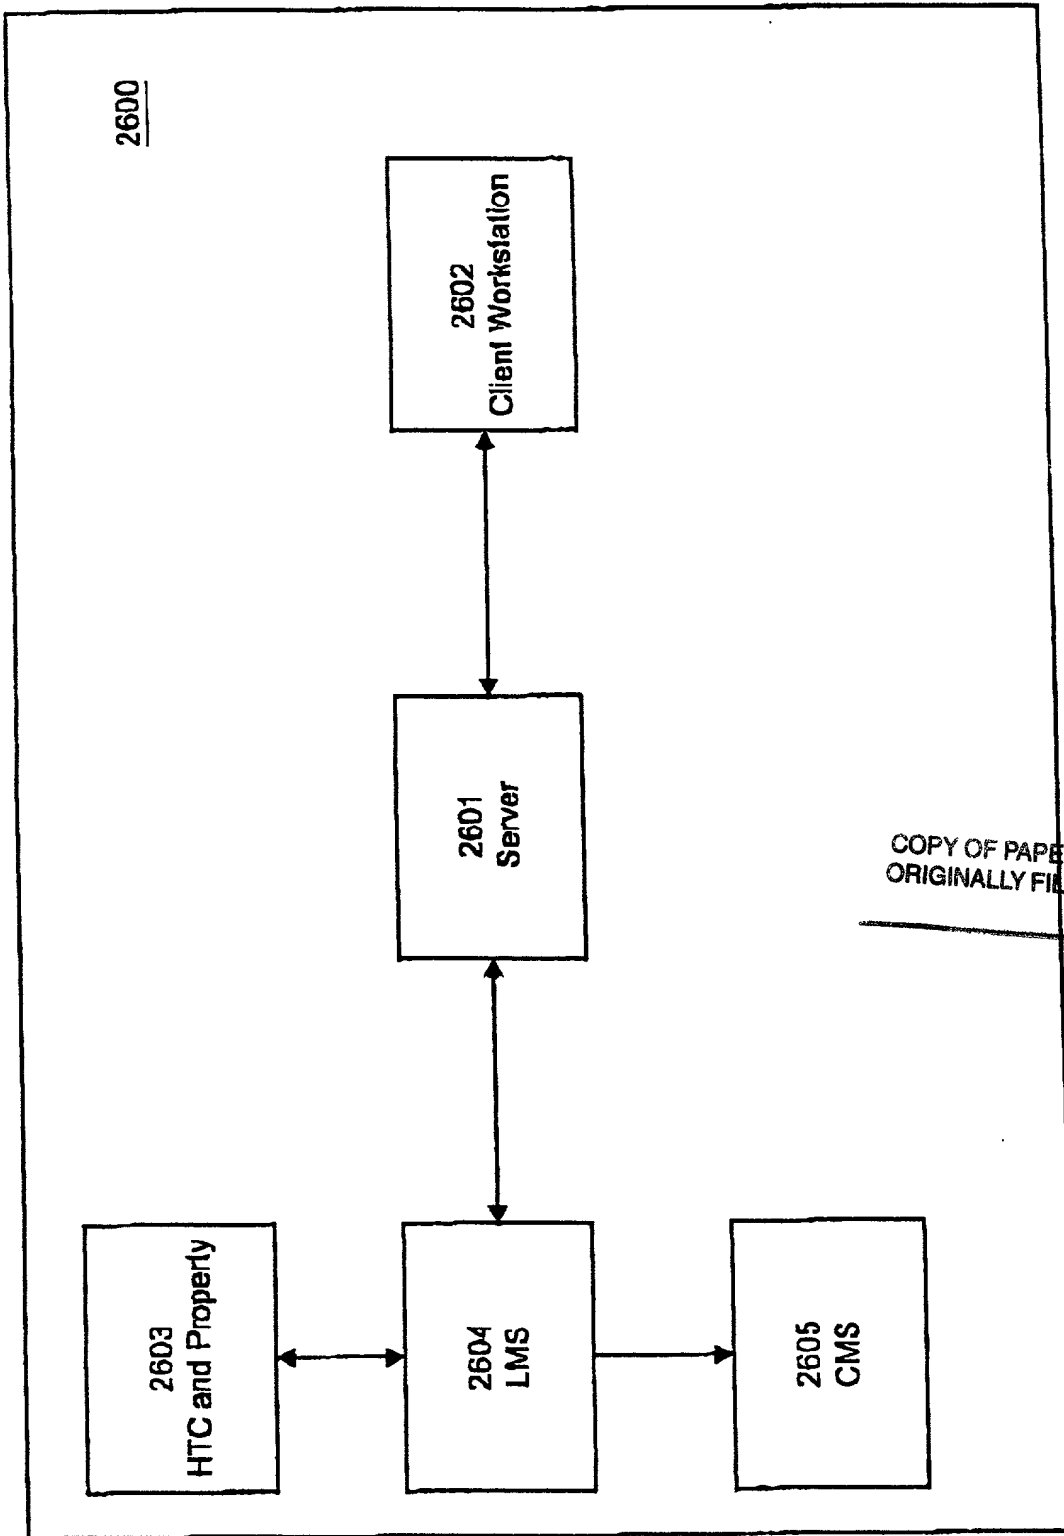 2600
2603
HTC and Property
2604
LMS
2605
CMS
2601
Server
2602
Client Workstation
COPY OF PAPE
ORIGINALLY FIL